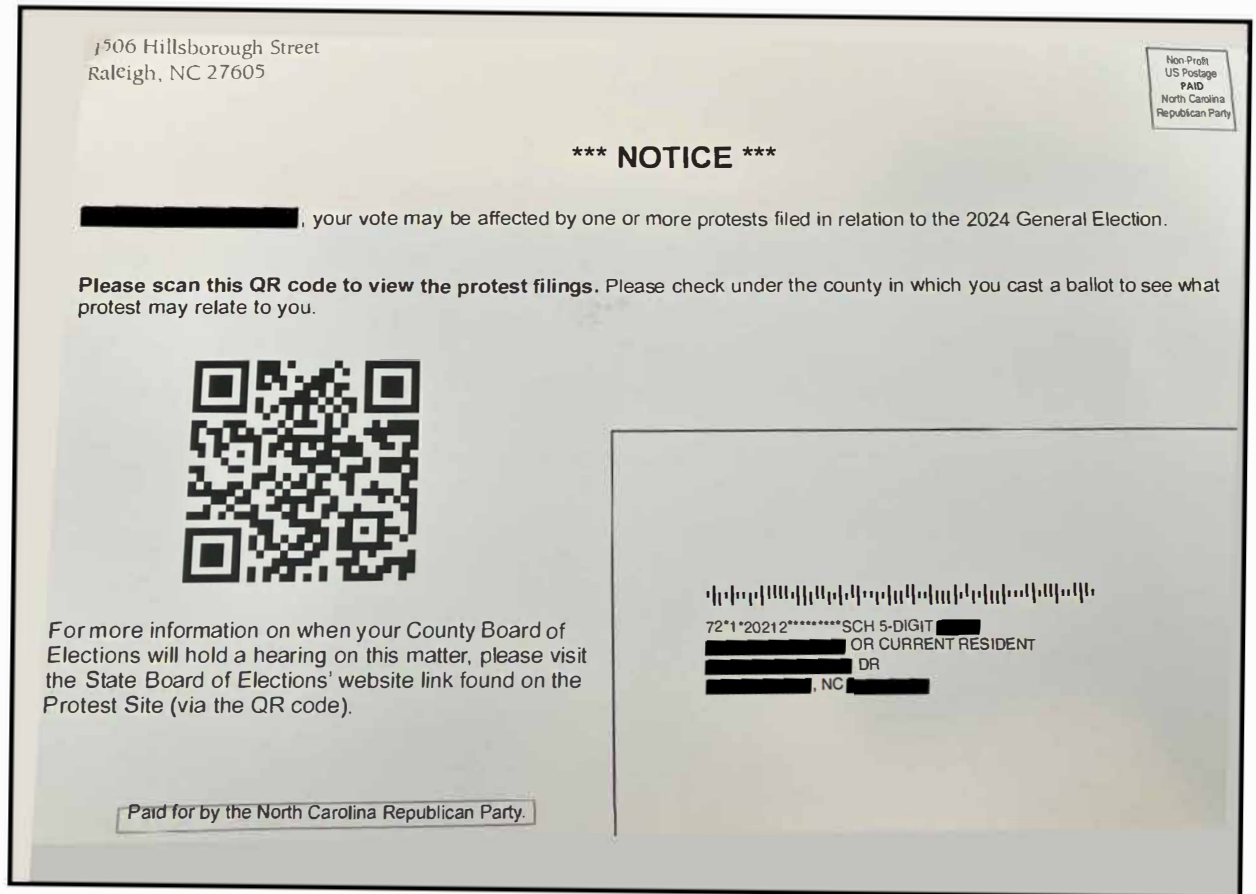 1506 Hillsborough Street
Raleigh, NC 27605
Non-Profit
US Postage
PAID
North Carolina
Republican Party
*** NOTICE ***
, your vote may be affected by one or more protests filed in relation to the 2024 General Election.
Please scan this QR code to view the protest filings. Please check under the county in which you cast a ballot to see what
protest may relate to you.
For more information on when your County Board of
Elections will hold a hearing on this matter, please visit
the State Board of Elections' website link found on the
Protest Site (via the QR code).
72*1*20212*********SCH 5-DIGIT
OR CURRENT RESIDENT
DR
, NC
Paid for by the North Carolina Republican Party.